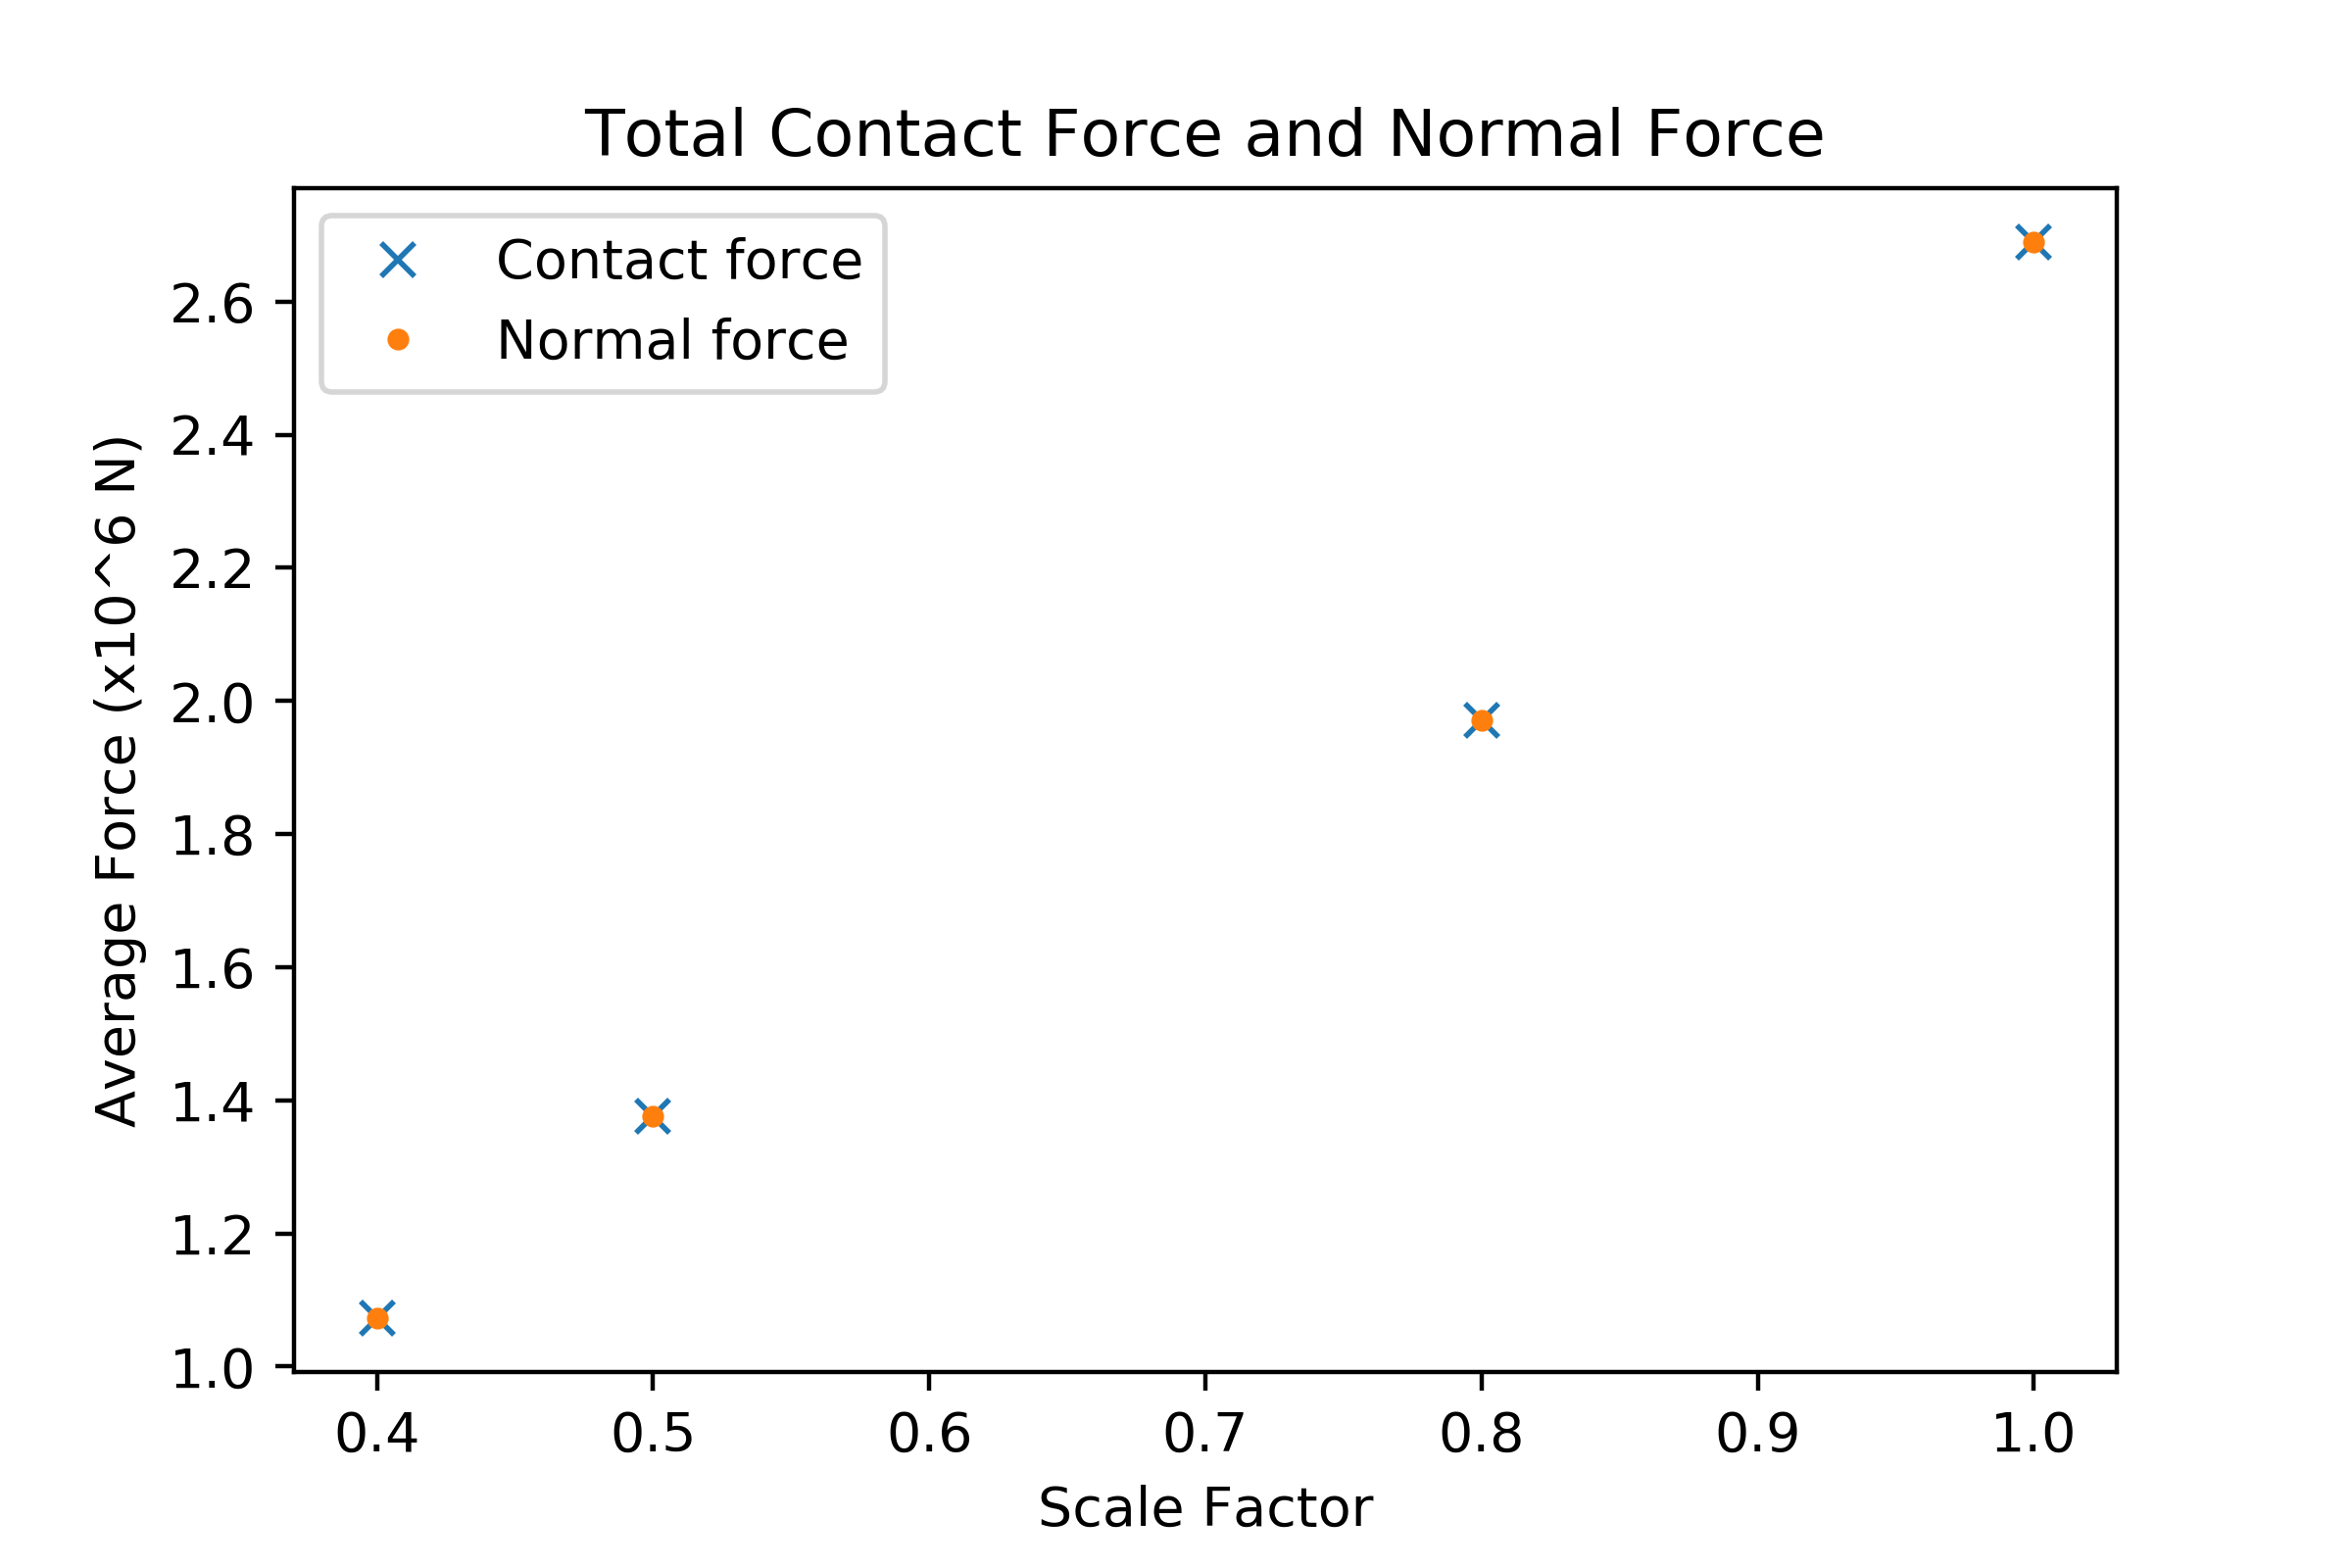 Total Contact Force and Normal Force
Contact force
Normal force
Average Force (x10^6 N)
2.6
2.4
2.2
2.0
1.8
1.6
1.4
1.2
1.0
0.4 0.5 0.6 0.7 0.8 0.9 1.0
Scale Factor